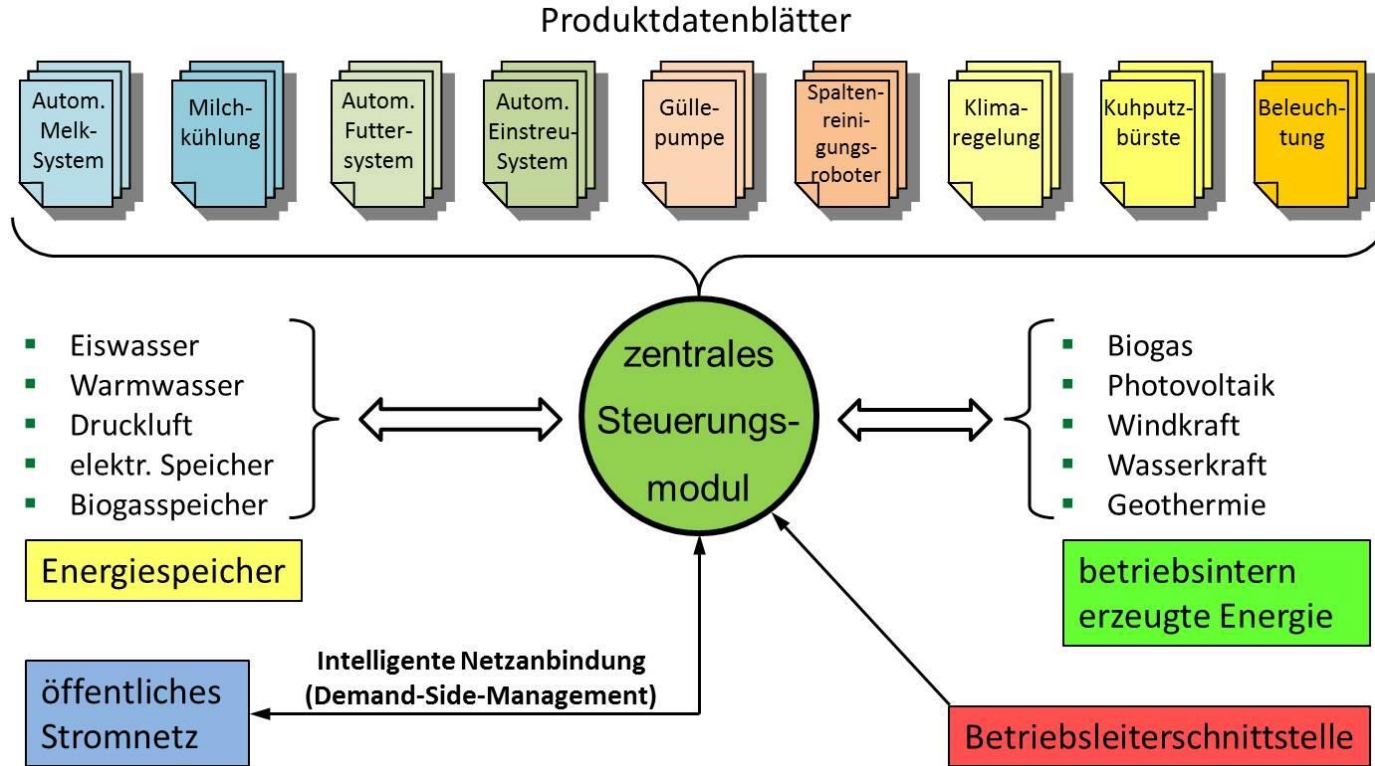 Produktdatenblätter
Autom.
Melk-
System
Milch-
kühlung
Autom.
Futter-
system
Autom.
Einstreu-
System
Gülle-
pumpe
Spalten-
reini-
gungs-
roboter
Klima-
regelung
Kuhputz-
bürste
Beleuch-
tung
Eiswasser
Warmwasser
Druckluft
elektr. Speicher
Biogasspeicher
Energiespeicher
zentrales
Steuerungs-
modul
Biogas
Photovoltaik
Windkraft
Wasserkraft
Geothermie
betriebsintern
erzeugte Energie
öffentliches
Stromnetz
Intelligente Netzanbindung
(Demand-Side-Management)
Betriebsleiterschnittstelle